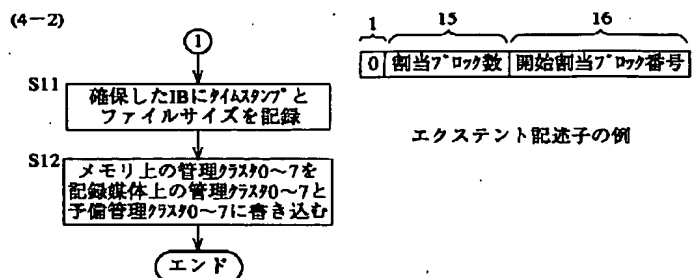 (4－2)
1 15 16
①
0 割当ブロック数 開始割当ブロック番号
S11
確保したIBにタイムスタンプと
ファイルサイズを記録
エクステント記述子の例
S12
メモリ上の管理クラスタ0～7を
記録媒体上の管理クラスタ0～7と
予備管理クラスタ0～7に書き込む
エンド